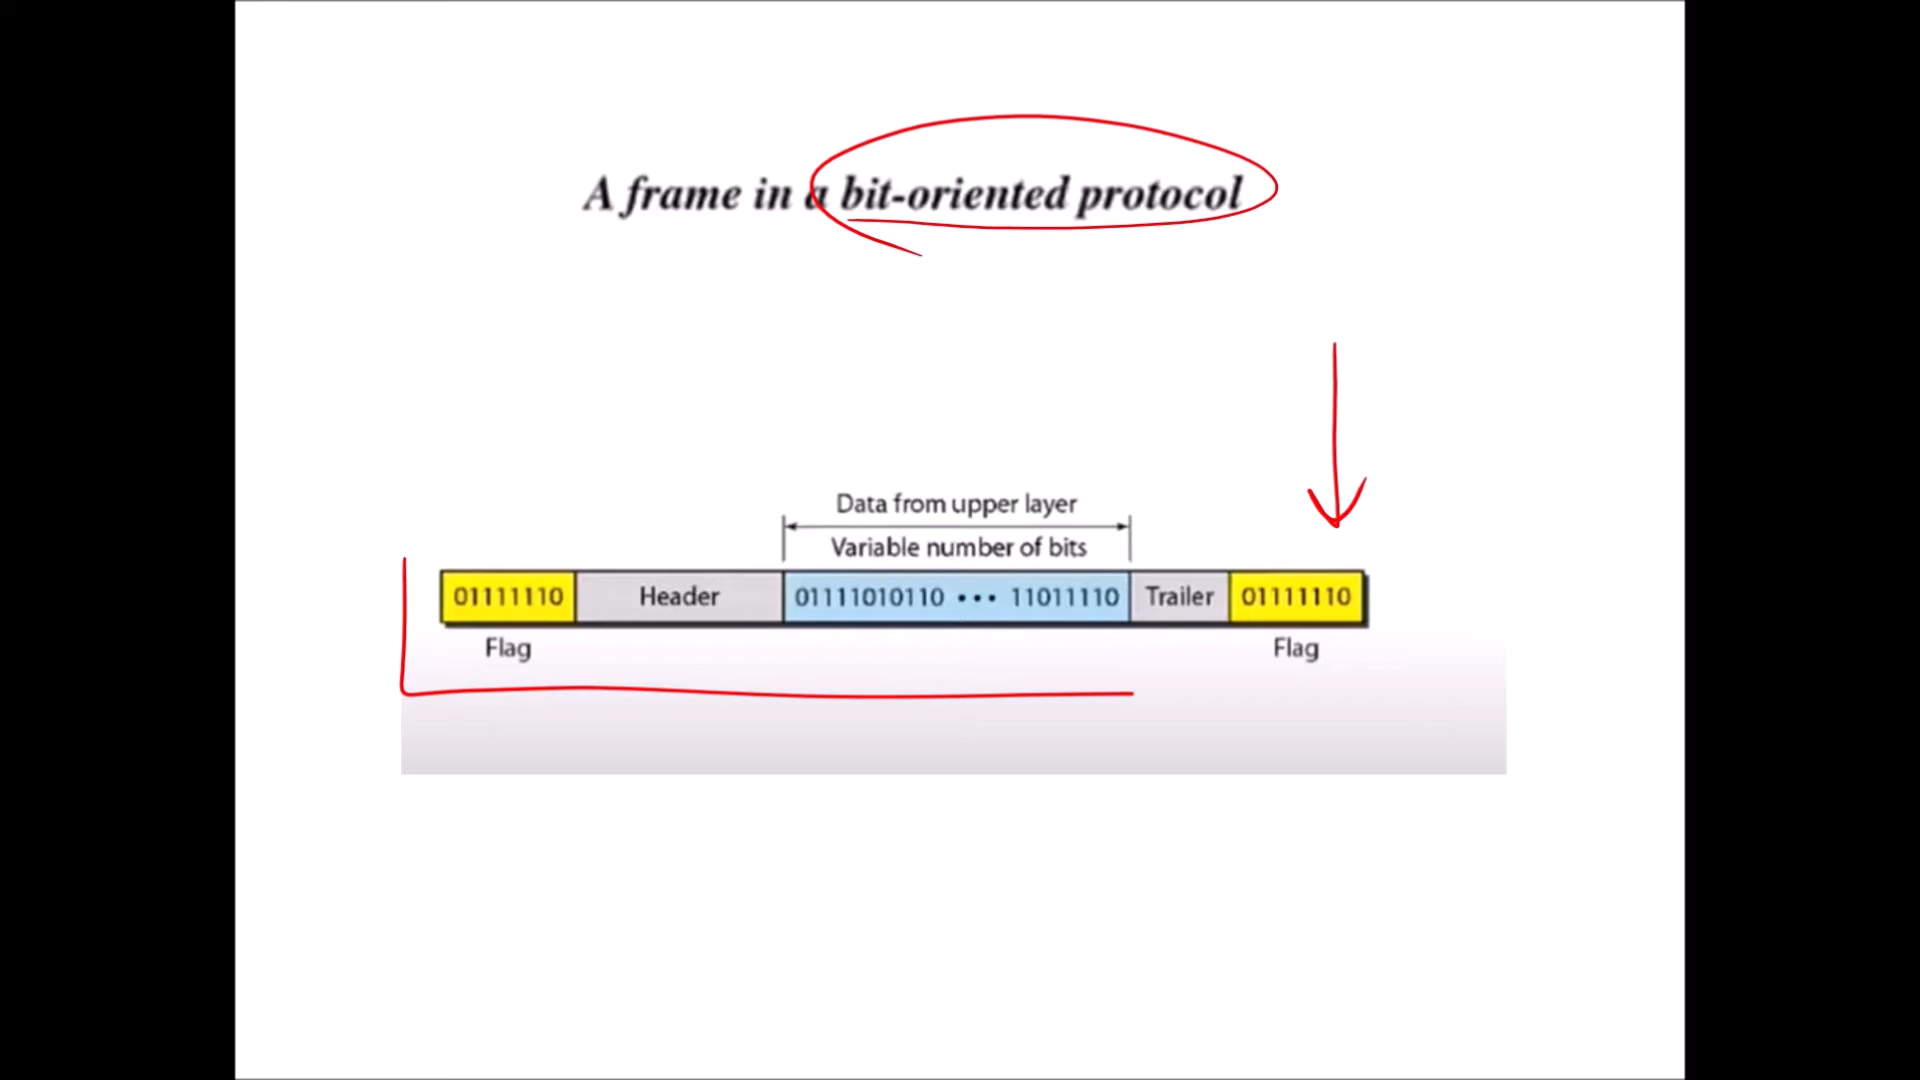 A frame in a bit-oriented protocol
Data from upper layer
Variable number of bits
01111110 Header 01111010110 ••• 11011110 Trailer 01111110
Flag Flag